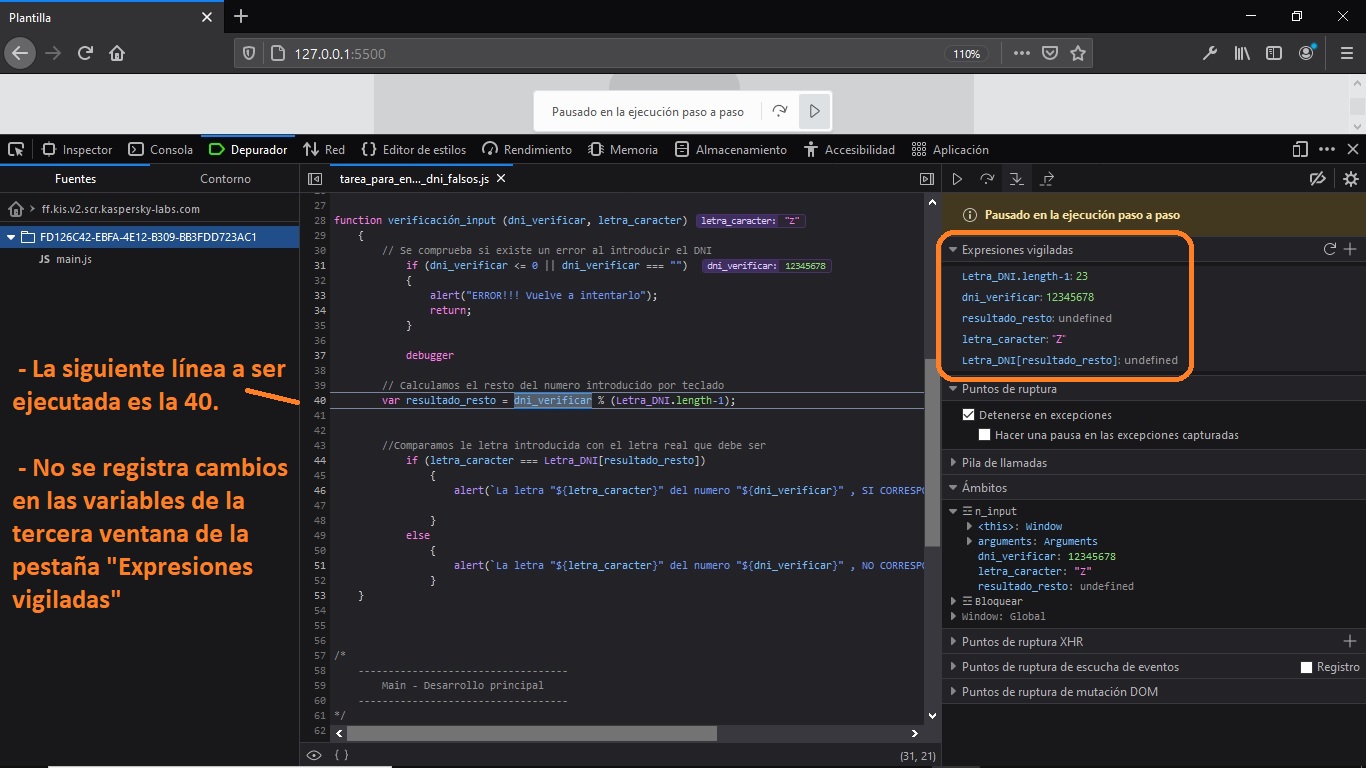 Plantilla
127.0.0.1:5500
110%
Pausado en la ejecución paso a paso
Inspector
Consola
Depurador
Red
Editor de estilos
Rendimiento
Memoria
Almacenamiento
Accesibilidad
Aplicación
Fuentes
Contorno
ff.kis.v2.scr.kaspersky-labs.com
FD126C42-EBFA-4E12-B309-BB3FDD723AC1
JS main.js
- La siguiente línea a ser
ejecutada es la 40.
- No se registra cambios
en las variables de la
tercera ventana de la
pestaña "Expresiones
vigiladas"
tarea_para_en..._dni_falsos.js
27
28 function verificación_input (dni_verificar, letra_caracter) letra_caracter: "Z"
29 {
30 // Se comprueba si existe un error al introducir el DNI
31 if (dni_verificar <= 0 || dni_verificar === "") dni_verificar: 12345678
32 {
33 alert("ERROR!!! Vuelve a intentarlo");
34 return;
35 }
36
37 debugger
38
39 // Calculamos el resto del numero introducido por teclado
40 var resultado_resto = dni_verificar % (Letra_DNI.length-1);
41
42
43 //Comparamos le letra introducida con el letra real que debe ser
44 if (letra_caracter === Letra_DNI[resultado_resto])
45 {
46 alert(`La letra "${letra_caracter}" del numero "${dni_verificar}" , SI CORRESPO
47
48 }
49 else
50 {
51 alert(`La letra "${letra_caracter}" del numero "${dni_verificar}" , NO CORRESPO
52 }
53 }
54
55
56
57 /*
58 -----------------------------------
59 Main - Desarrollo principal
60 -----------------------------------
61 */
62
{ }
(31, 21)
Pausado en la ejecución paso a paso
Expresiones vigiladas
Letra_DNI.length-1: 23
dni_verificar: 12345678
resultado_resto: undefined
letra_caracter: "Z"
Letra_DNI[resultado_resto]: undefined
Puntos de ruptura
Detenerse en excepciones
Hacer una pausa en las excepciones capturadas
Pila de llamadas
Ámbitos
n_input
<this>: Window
arguments: Arguments
dni_verificar: 12345678
letra_caracter: "Z"
resultado_resto: undefined
Bloquear
Window: Global
Puntos de ruptura XHR
Puntos de ruptura de escucha de eventos
Registro
Puntos de ruptura de mutación DOM